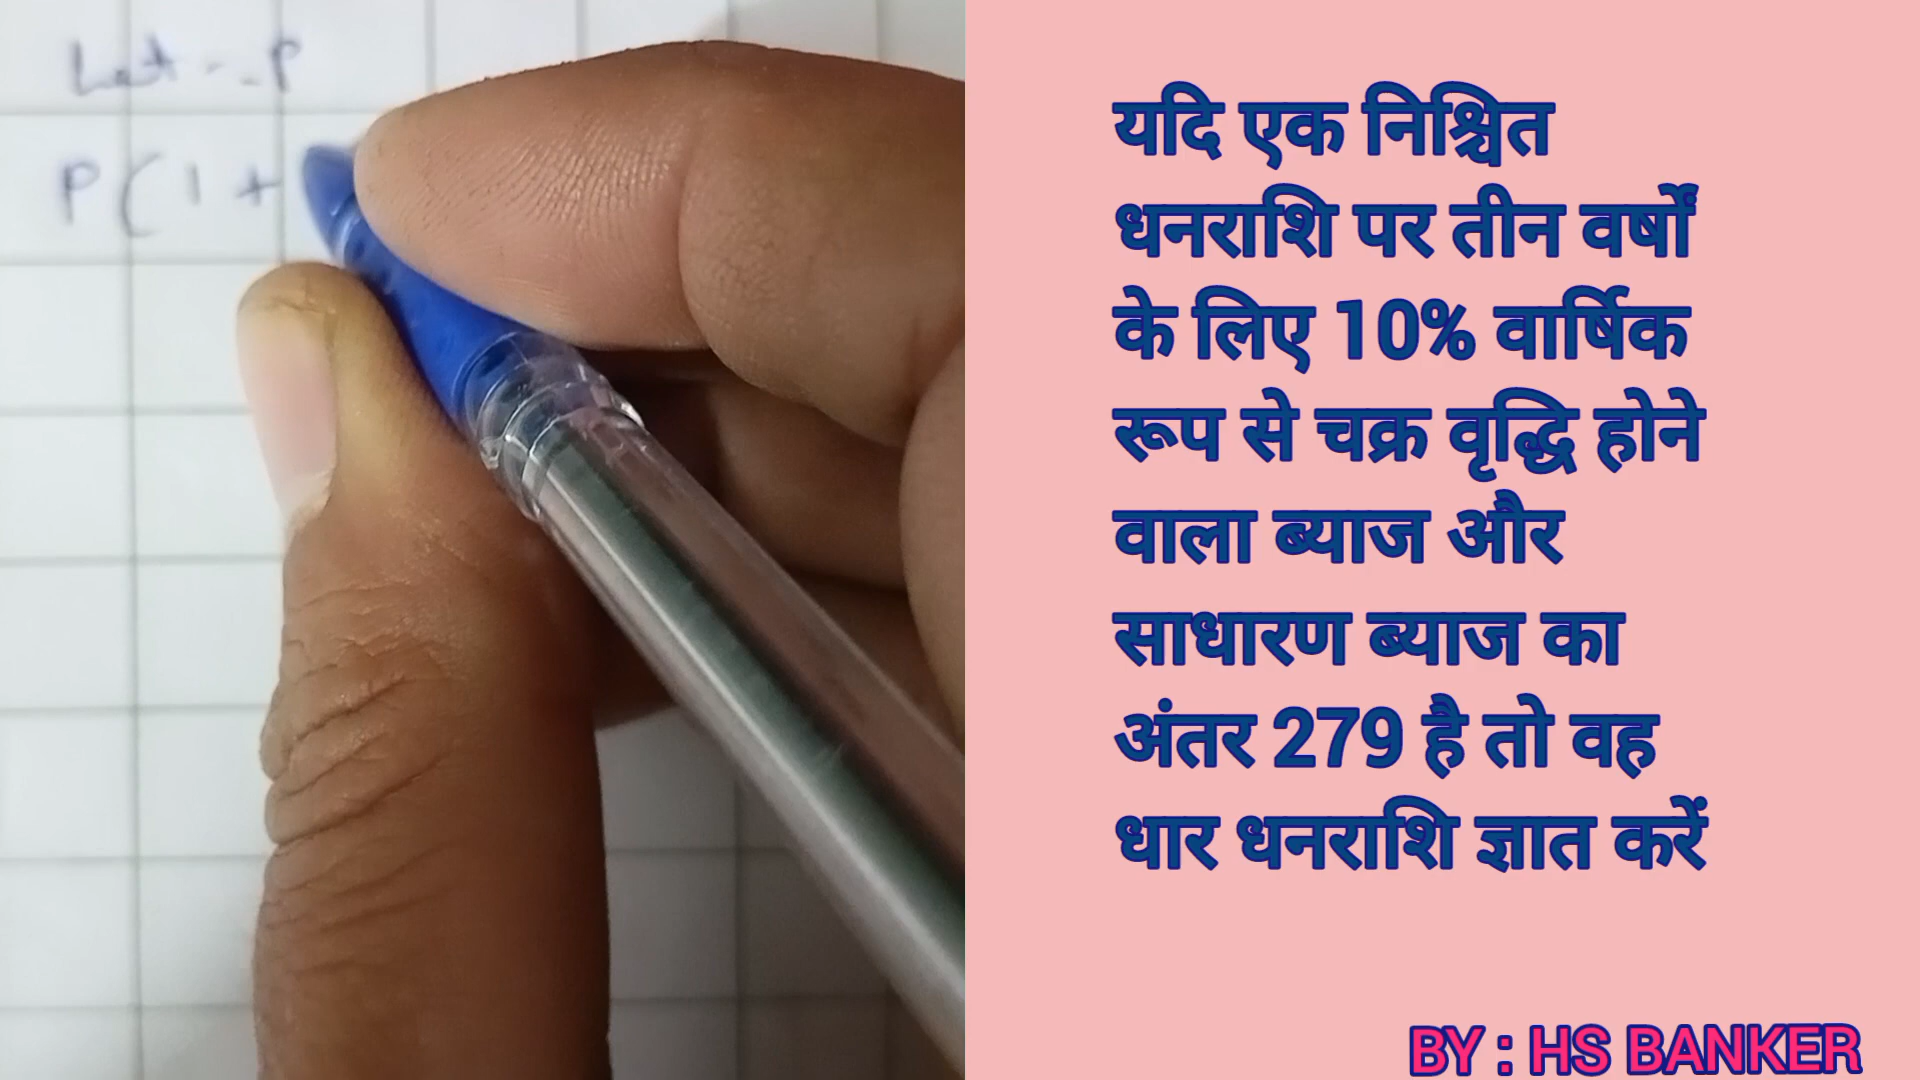 Let -- P
P(1+
यदि एक निश्चित
धनराशि पर तीन वर्षों
के लिए 10% वार्षिक
रूप से चक्र वृद्धि होने
वाला ब्याज और
साधारण ब्याज का
अंतर 279 है तो वह
धार धनराशि ज्ञात करें
BY : HS BANKER